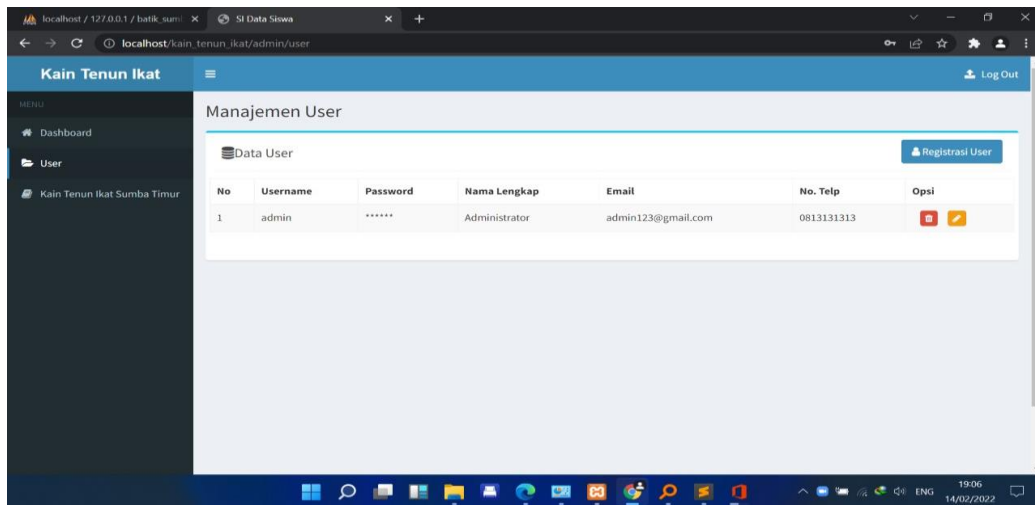 localhost / 127.0.0.1 / batik_sum
SI Data Siswa
localhost/kain_tenun_ikat/admin/user
Kain Tenun Ikat
Log Out
MENU
Dashboard
User
Kain Tenun Ikat Sumba Timur
Manajemen User
Data User
Registrasi User
No Username Password Nama Lengkap Email No. Telp Opsi
1 admin ****** Administrator admin123@gmail.com 0813131313
ENG
19:06
14/02/2022